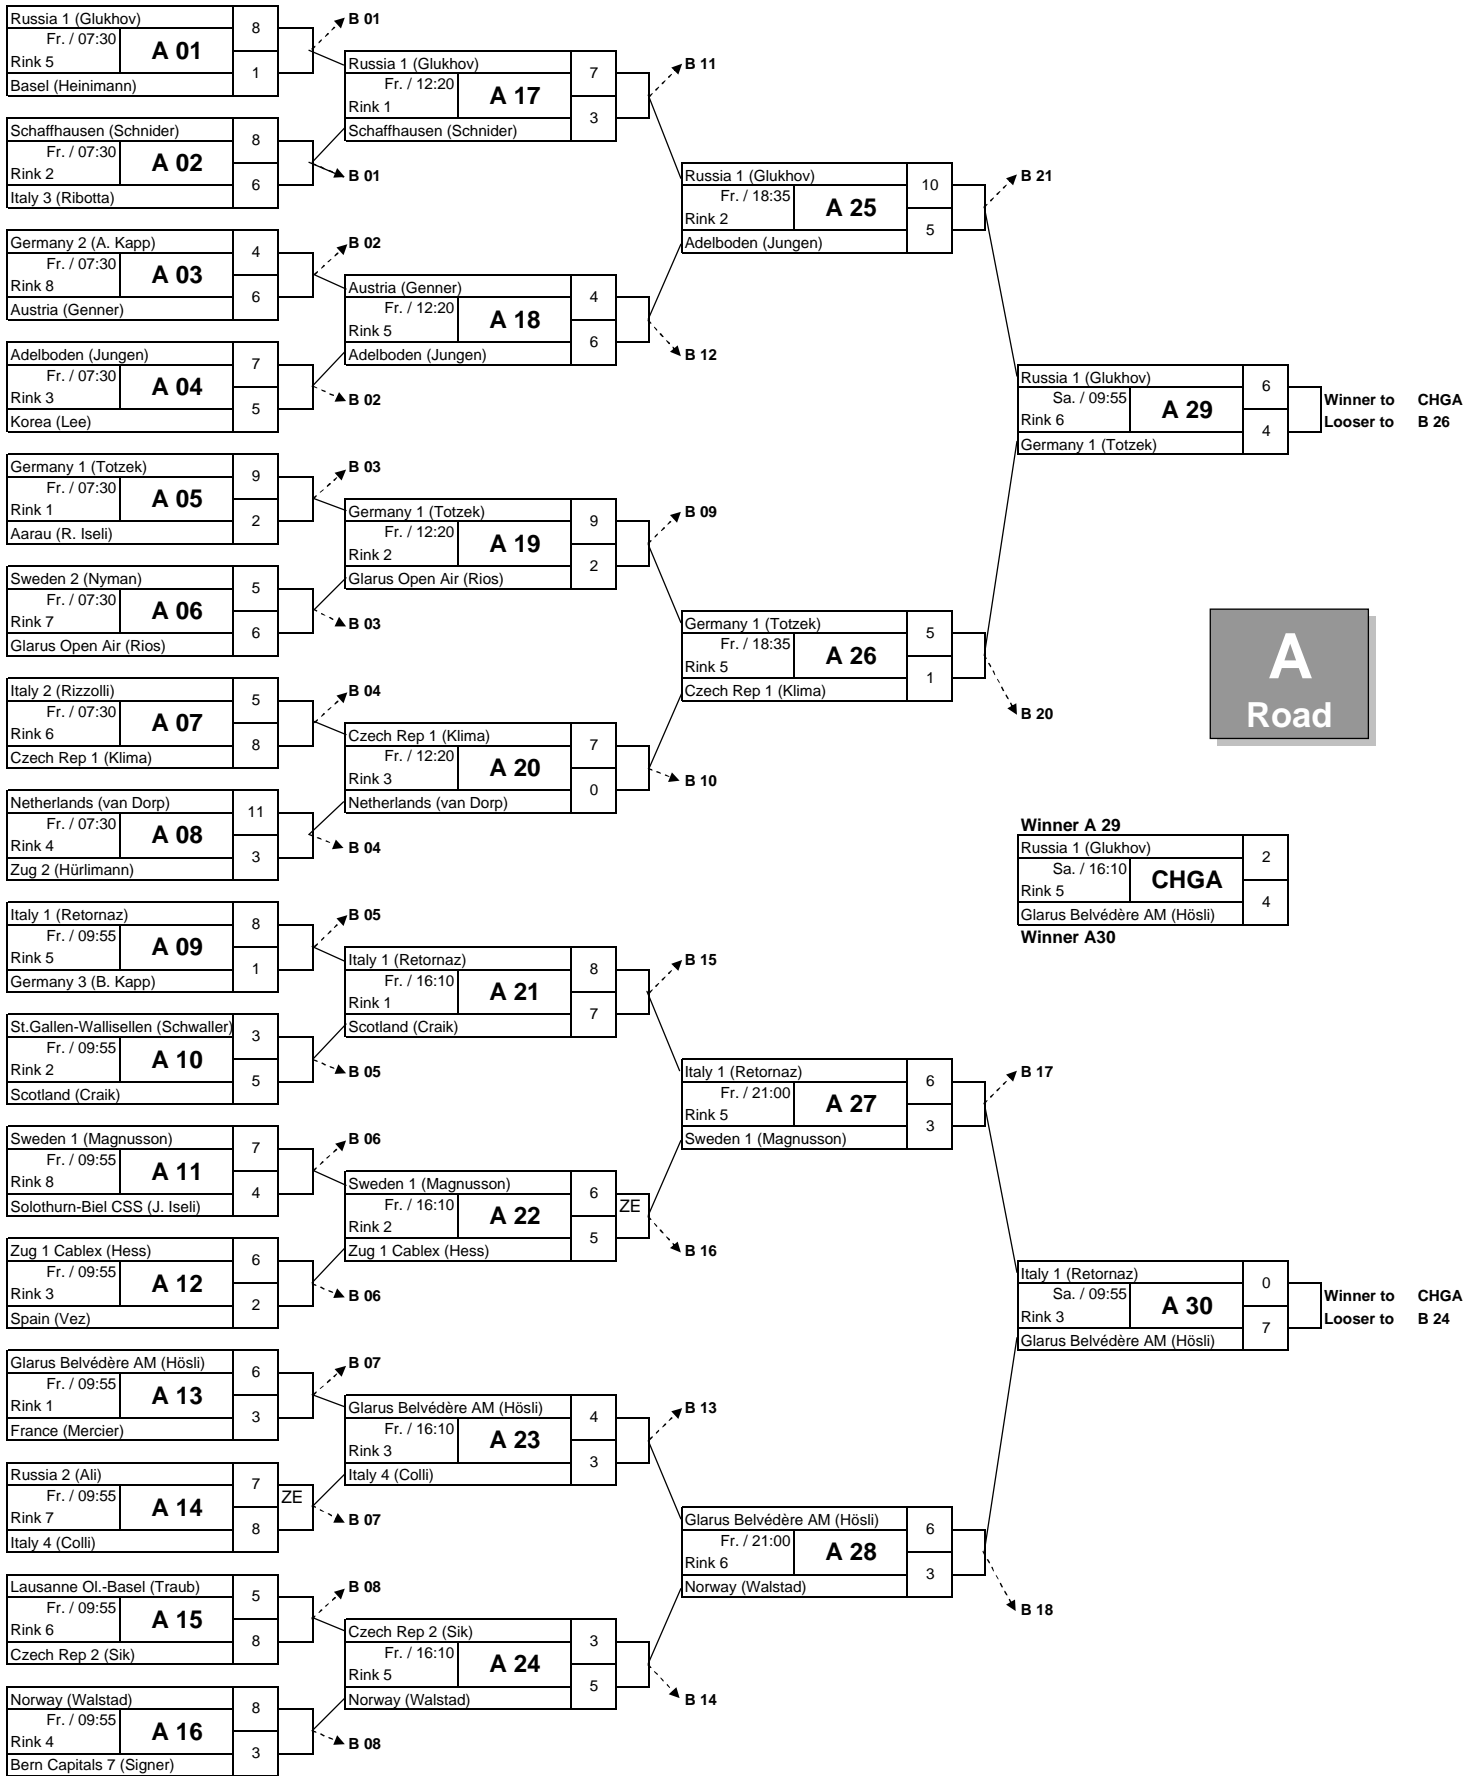 Russia 1 (Glukhov) 8
Fr. / 07:30
Rink 5
A 01
Basel (Heinimann) 1
B 01
Schaffhausen (Schnider) 8
Fr. / 07:30
Rink 2
A 02
Italy 3 (Ribotta) 6
B 01
Germany 2 (A. Kapp) 4
Fr. / 07:30
Rink 8
A 03
Austria (Genner) 6
B 02
Adelboden (Jungen) 7
Fr. / 07:30
Rink 3
A 04
Korea (Lee) 5
B 02
Germany 1 (Totzek) 9
Fr. / 07:30
Rink 1
A 05
Aarau (R. Iseli) 2
B 03
Sweden 2 (Nyman) 5
Fr. / 07:30
Rink 7
A 06
Glarus Open Air (Rios) 6
B 03
Italy 2 (Rizzolli) 5
Fr. / 07:30
Rink 6
A 07
Czech Rep 1 (Klima) 8
B 04
Netherlands (van Dorp) 11
Fr. / 07:30
Rink 4
A 08
Zug 2 (Hürlimann) 3
B 04
Italy 1 (Retornaz) 8
Fr. / 09:55
Rink 5
A 09
Germany 3 (B. Kapp) 1
B 05
St.Gallen-Wallisellen (Schwaller) 3
Fr. / 09:55
Rink 2
A 10
Scotland (Craik) 5
B 05
Sweden 1 (Magnusson) 7
Fr. / 09:55
Rink 8
A 11
Solothurn-Biel CSS (J. Iseli) 4
B 06
Zug 1 Cablex (Hess) 6
Fr. / 09:55
Rink 3
A 12
Spain (Vez) 2
B 06
Glarus Belvédère AM (Hösli) 6
Fr. / 09:55
Rink 1
A 13
France (Mercier) 3
B 07
Russia 2 (Ali) 7
Fr. / 09:55
Rink 7
A 14
ZE
Italy 4 (Colli) 8
B 07
Lausanne Ol.-Basel (Traub) 5
Fr. / 09:55
Rink 6
A 15
Czech Rep 2 (Sik) 8
B 08
Norway (Walstad) 8
Fr. / 09:55
Rink 4
A 16
Bern Capitals 7 (Signer) 3
B 08
Russia 1 (Glukhov) 7
Fr. / 12:20
Rink 1
A 17
Schaffhausen (Schnider) 3
B 11
Austria (Genner) 4
Fr. / 12:20
Rink 5
A 18
Adelboden (Jungen) 6
B 12
Germany 1 (Totzek) 9
Fr. / 12:20
Rink 2
A 19
Glarus Open Air (Rios) 2
B 09
Czech Rep 1 (Klima) 7
Fr. / 12:20
Rink 3
A 20
Netherlands (van Dorp) 0
B 10
Italy 1 (Retornaz) 8
Fr. / 16:10
Rink 1
A 21
Scotland (Craik) 7
B 15
Sweden 1 (Magnusson) 6
Fr. / 16:10
Rink 2
A 22
ZE
Zug 1 Cablex (Hess) 5
B 16
Glarus Belvédère AM (Hösli) 4
Fr. / 16:10
Rink 3
A 23
Italy 4 (Colli) 3
B 13
Czech Rep 2 (Sik) 3
Fr. / 16:10
Rink 5
A 24
Norway (Walstad) 5
B 14
Russia 1 (Glukhov) 10
Fr. / 18:35
Rink 2
A 25
Adelboden (Jungen) 5
B 21
Germany 1 (Totzek) 5
Fr. / 18:35
Rink 5
A 26
Czech Rep 1 (Klima) 1
B 20
Italy 1 (Retornaz) 6
Fr. / 21:00
Rink 5
A 27
Sweden 1 (Magnusson) 3
B 17
Glarus Belvédère AM (Hösli) 6
Fr. / 21:00
Rink 6
A 28
Norway (Walstad) 3
B 18
Russia 1 (Glukhov) 6
Sa. / 09:55
Rink 6
A 29
Germany 1 (Totzek) 4
Winner to CHGA
Looser to B 26
A
Road
Winner A 29
Russia 1 (Glukhov) 2
Sa. / 16:10
Rink 5
CHGA
Glarus Belvédère AM (Hösli) 4
Winner A30
Italy 1 (Retornaz) 0
Sa. / 09:55
Rink 3
A 30
Glarus Belvédère AM (Hösli) 7
Winner to CHGA
Looser to B 24